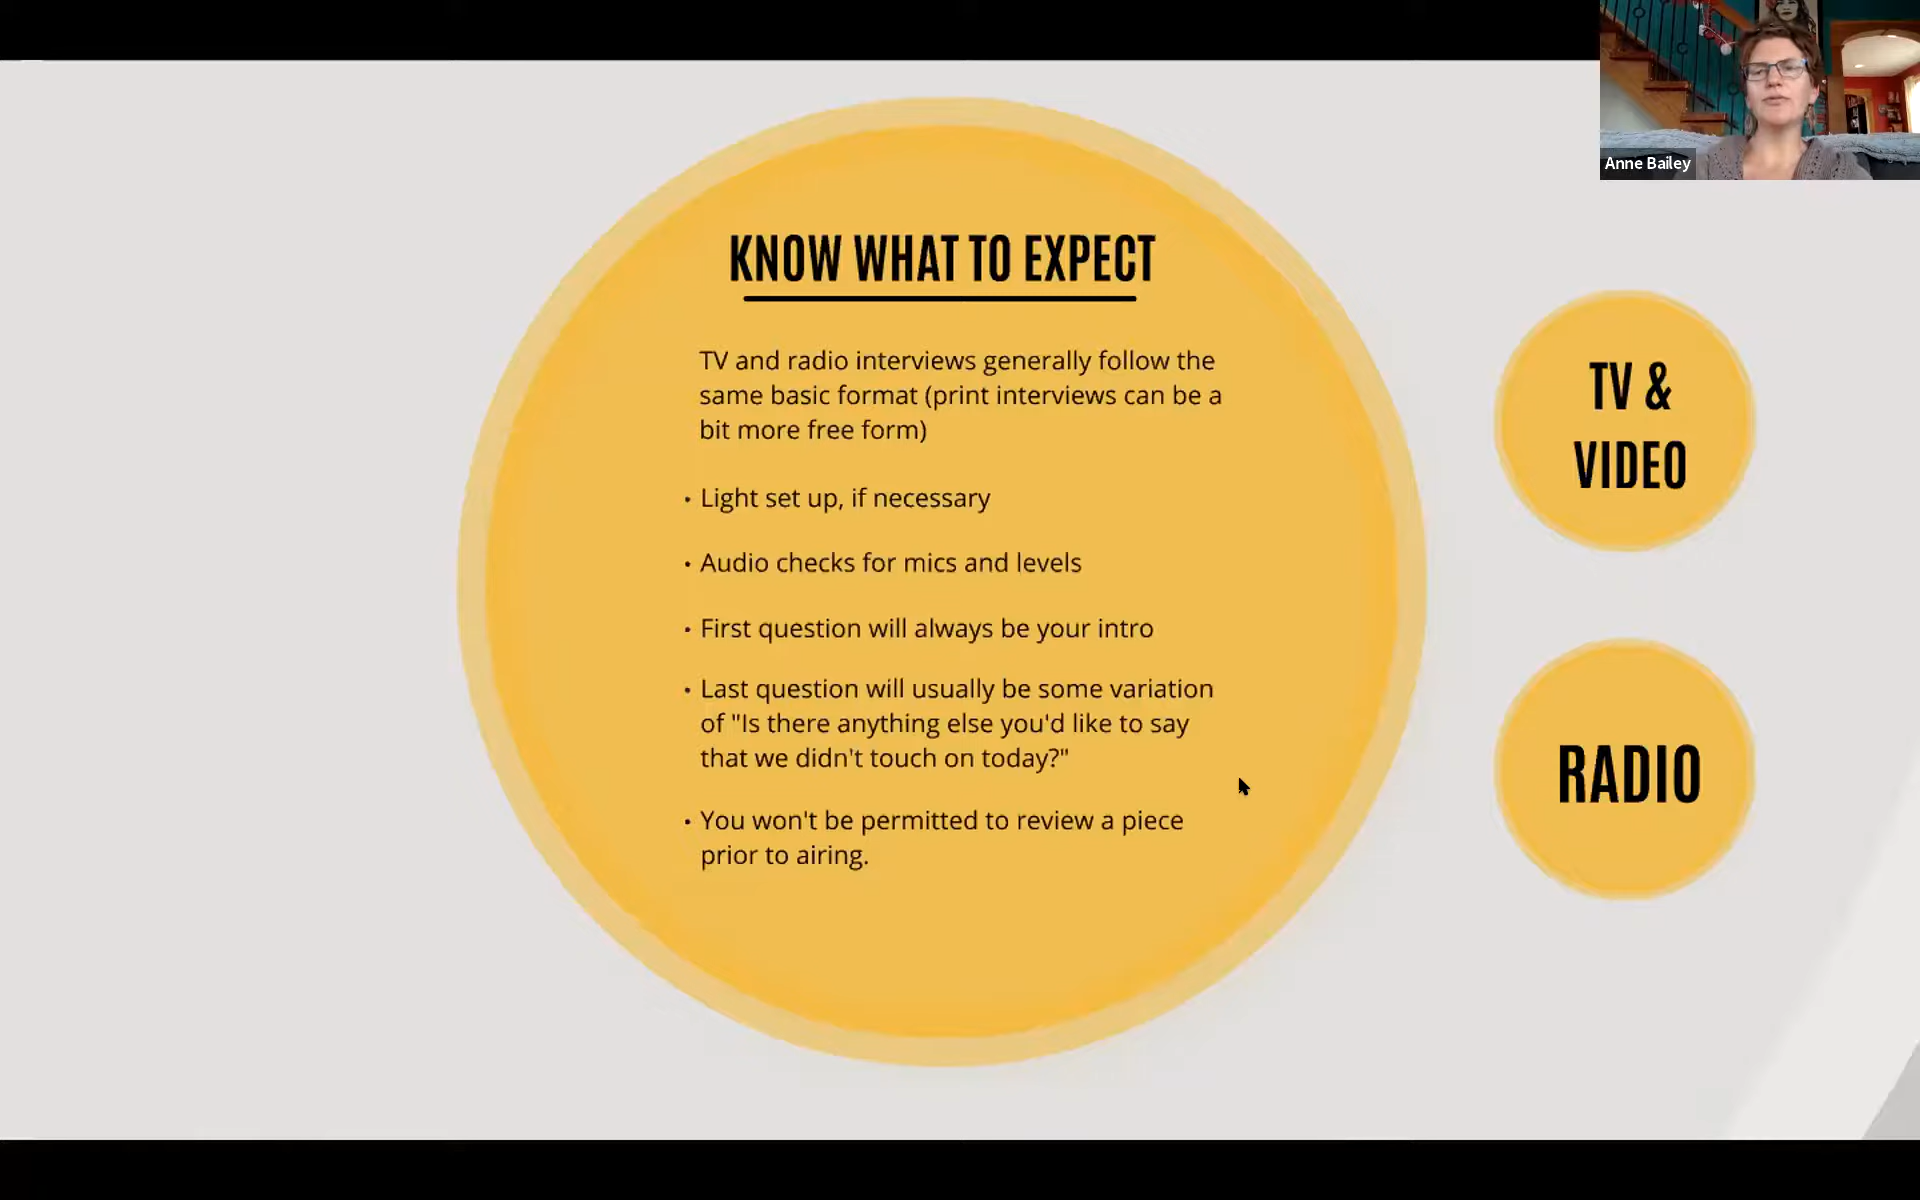 Anne Bailey
KNOW WHAT TO EXPECT
TV and radio interviews generally follow the
same basic format (print interviews can be a
bit more free form)
• Light set up, if necessary
• Audio checks for mics and levels
• First question will always be your intro
• Last question will usually be some variation
of "Is there anything else you'd like to say
that we didn't touch on today?"
• You won't be permitted to review a piece
prior to airing.
TV &
VIDEO
RADIO